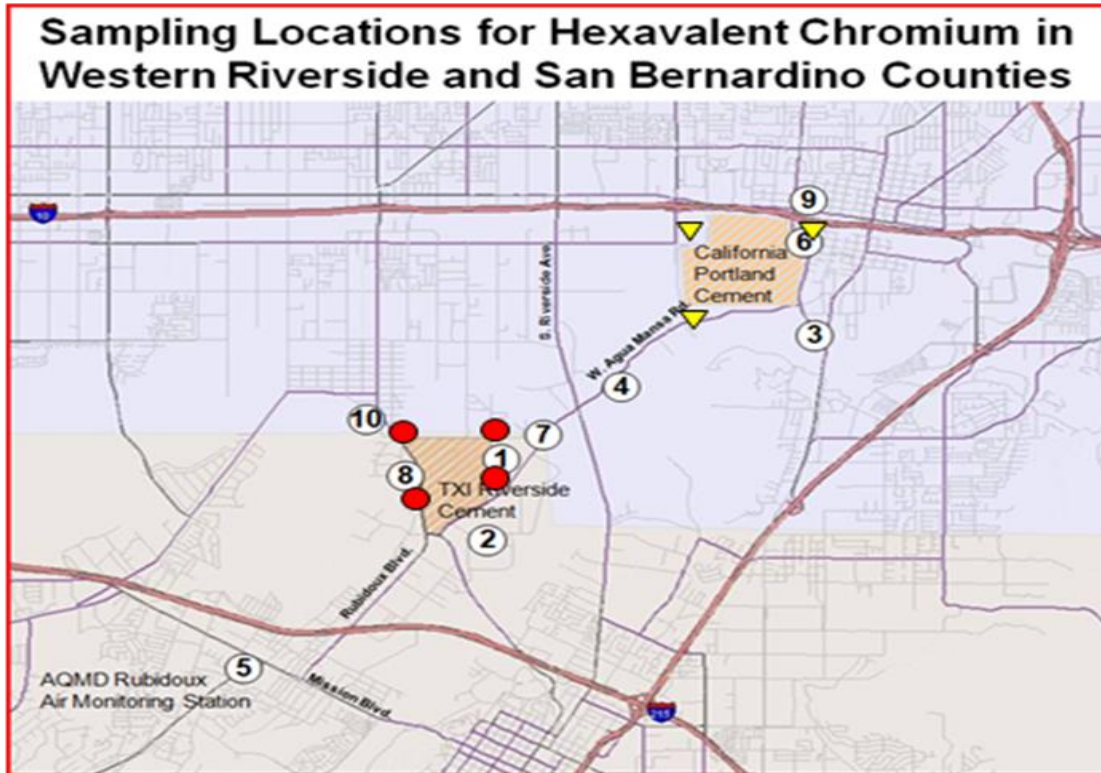 Sampling Locations for Hexavalent Chromium in
Western Riverside and San Bernardino Counties
10
9
6
California
Portland
Cement
S. Riverside Ave.
W. Agua Mansa Rd.
3
4
10
7
1
8
TXI Riverside
Cement
2
Rubidoux Blvd.
5
AQMD Rubidoux
Air Monitoring Station
Mission Blvd.
215